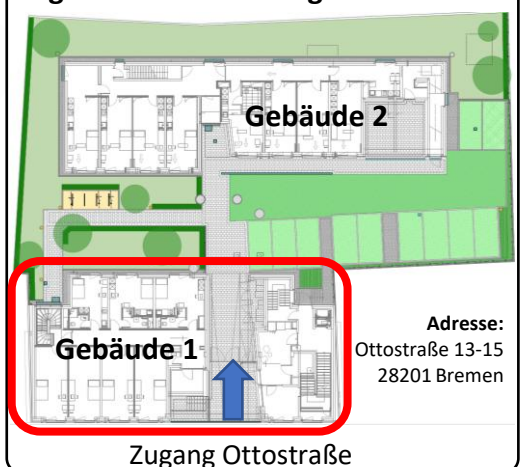 Gebäude 2
Gebäude 1
Adresse:
Ottostraße 13-15
28201 Bremen
Zugang Ottostraße